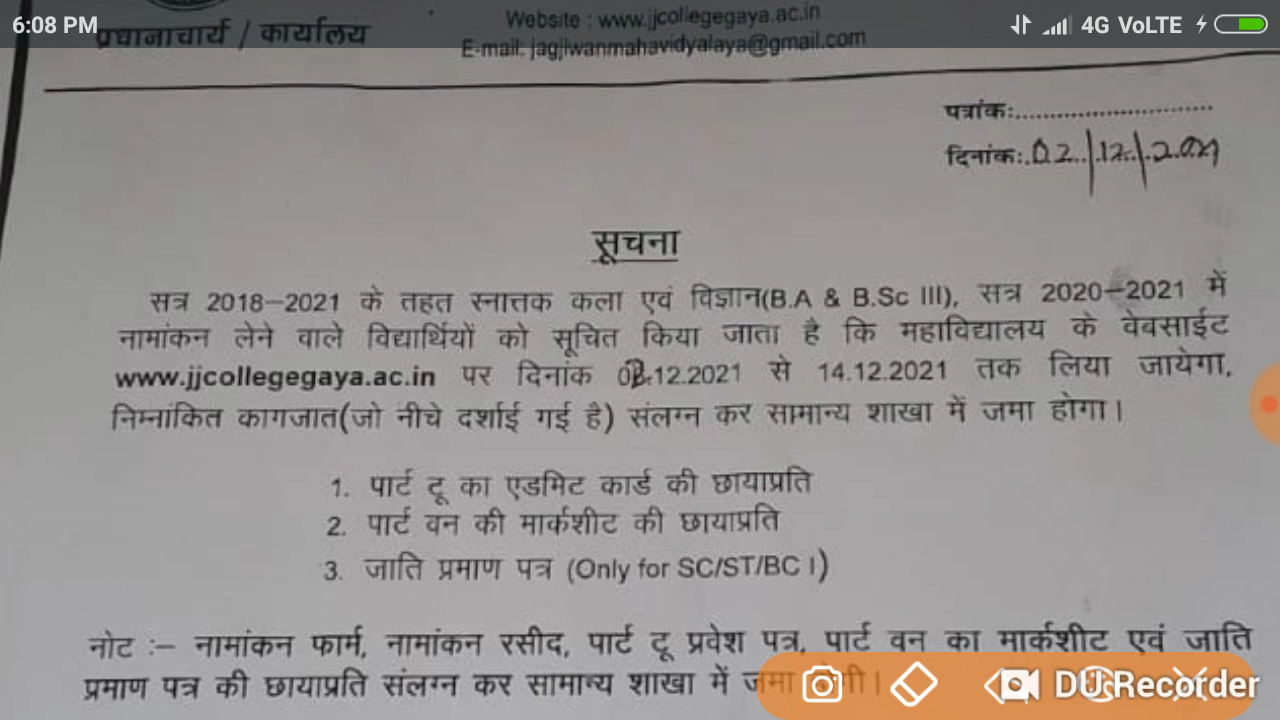 6:08 PM
4G VoLTE
Website : www.jjcollegegaya.ac.in
प्रधानाचार्य / कार्यालय
E-mail: jagjiwanmahavidyalaya@gmail.com
पत्रांक:...............................
दिनांक:.02.|.12.|.2021
सूचना
सत्र 2018–2021 के तहत स्नात्तक कला एवं विज्ञान(B.A & B.Sc III), सत्र 2020–2021 में
नामांकन लेने वाले विद्यार्थियों को सूचित किया जाता है कि महाविद्यालय के वेवसाईट
www.jjcollegegaya.ac.in पर दिनांक .12.2021 से 14.12.2021 तक लिया जायेगा,
निम्नांकित कागजात(जो नीचे दर्शाई गई है) संलग्न कर सामान्य शाखा में जमा होगा।
1. पार्ट टू का एडमिट कार्ड की छायाप्रति
2. पार्ट वन की मार्कशीट की छायाप्रति
3. जाति प्रमाण पत्र (Only for SC/ST/BC I)
नोट :– नामांकन फार्म, नामांकन रसीद, पार्ट टू प्रवेश पत्र, पार्ट वन का मार्कशीट एवं जाति
प्रमाण पत्र की छायाप्रति संलग्न कर सामान्य शाखा में जमा
DU Recorder